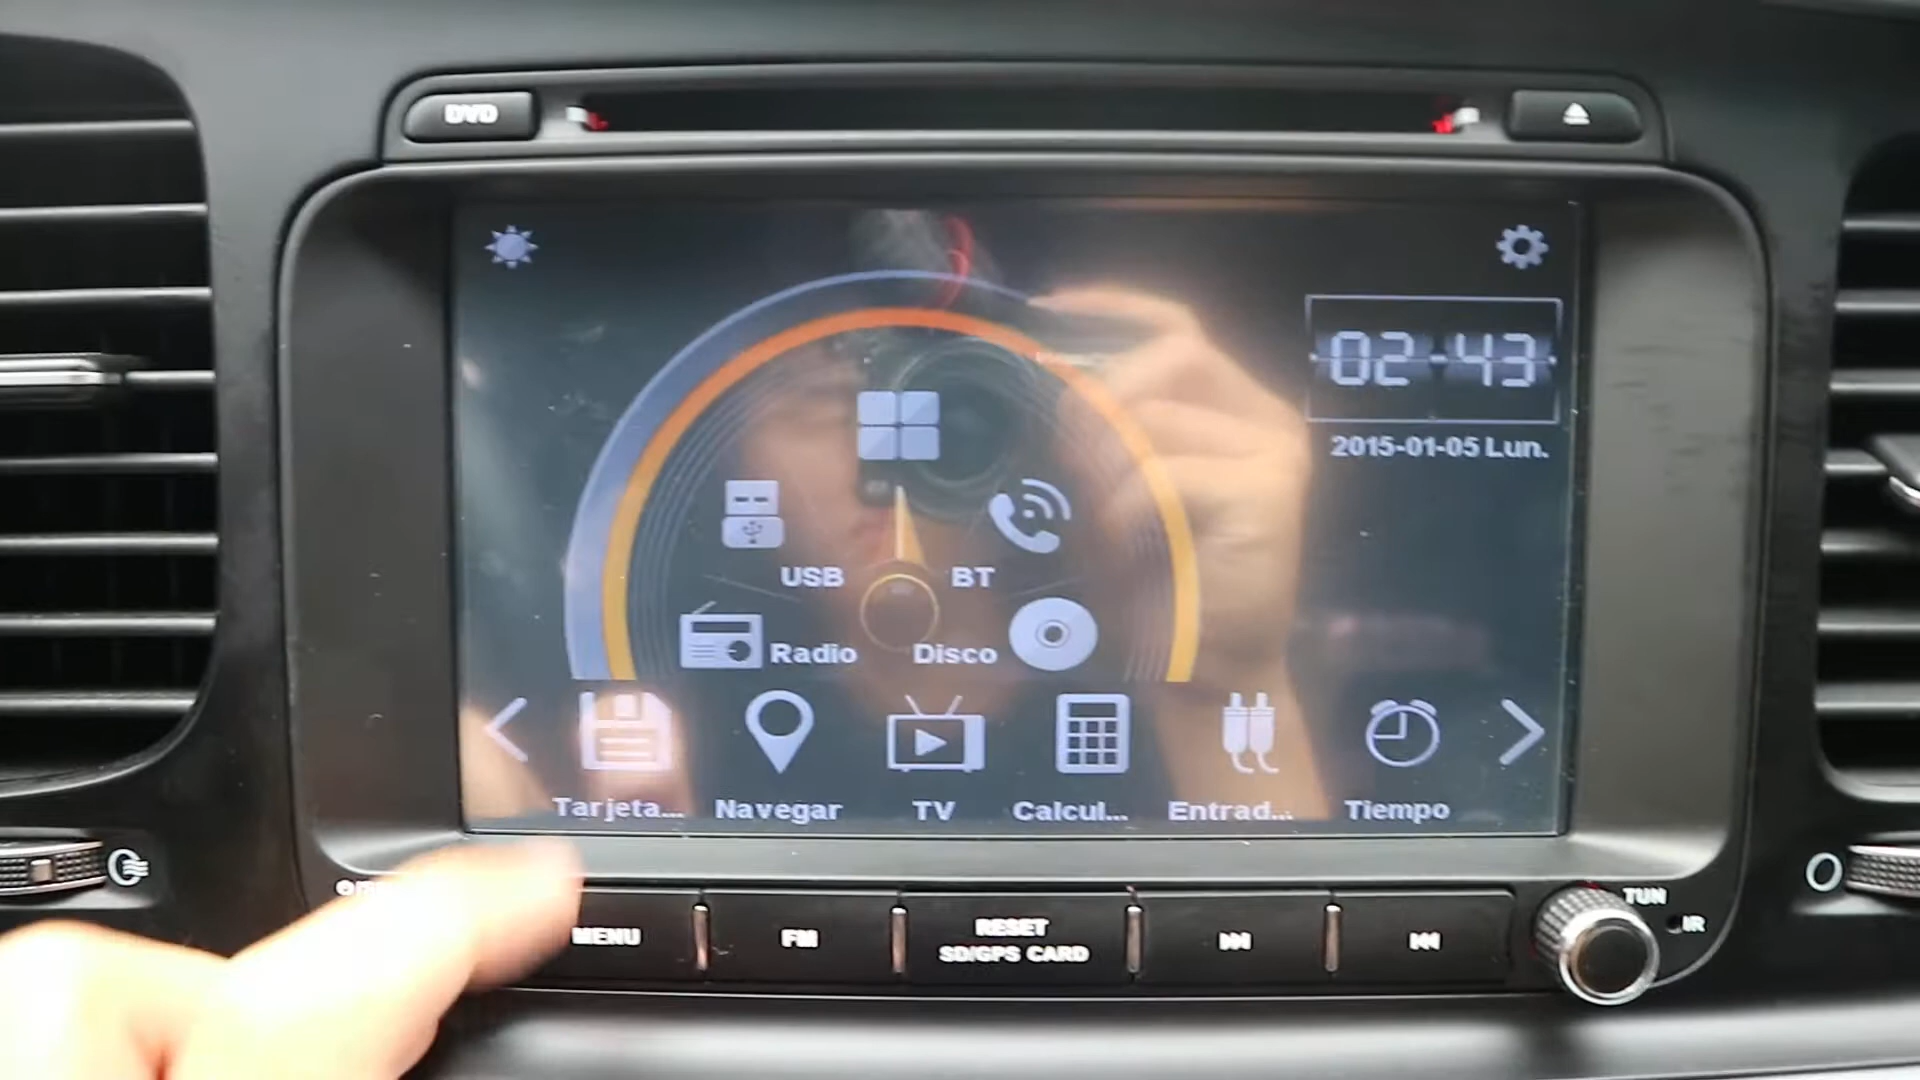 DVD
02-43
2015-01-05 Lun.
USB
BT
Radio
Disco
Tarjeta...
Navegar
TV
Calcul...
Entrad...
Tiempo
MENU
FM
RESET
SD/GPS CARD
TUN
IR